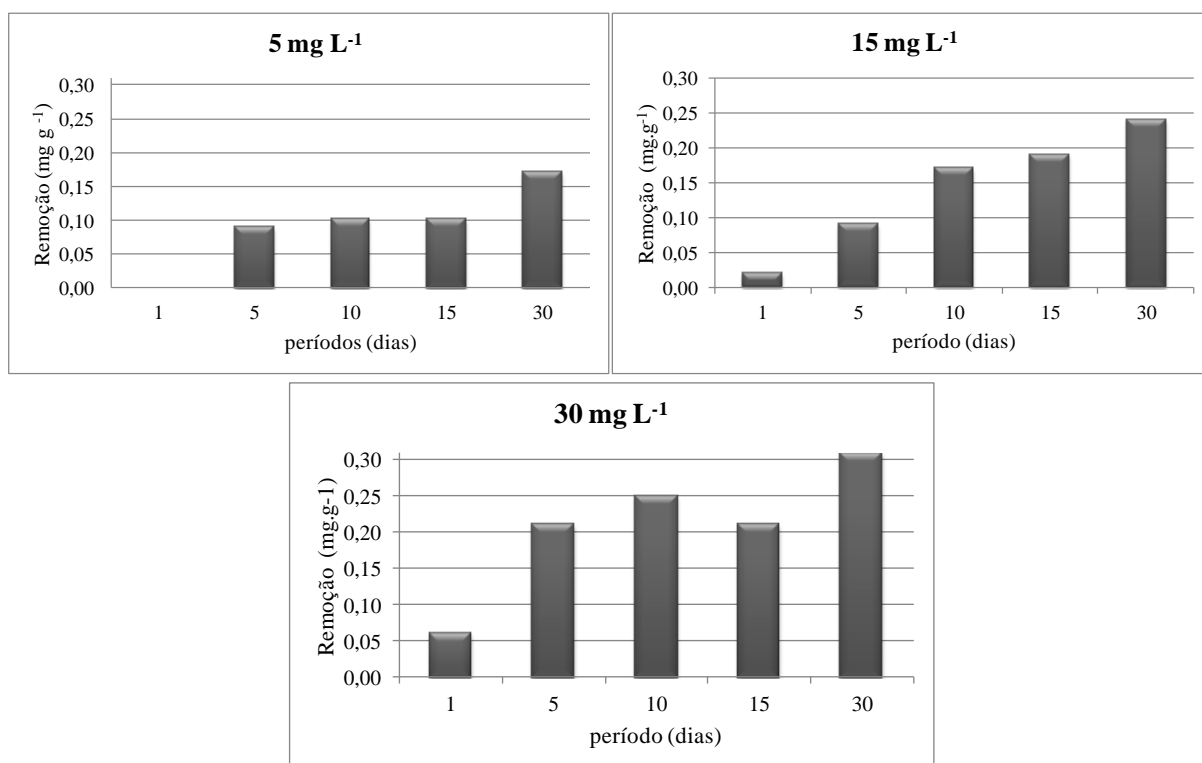 5 mg L-1
0,30
0,25
0,20
0,15
0,10
0,05
0,00
Remoção (mg g -1)
1 5 10 15 30
períodos (dias)
15 mg L-1
0,30
0,25
0,20
0,15
0,10
0,05
0,00
Remoção (mg.g-1)
1 5 10 15 30
período (dias)
30 mg L-1
0,30
0,25
0,20
0,15
0,10
0,05
0,00
Remoção (mg.g-1)
1 5 10 15 30
período (dias)